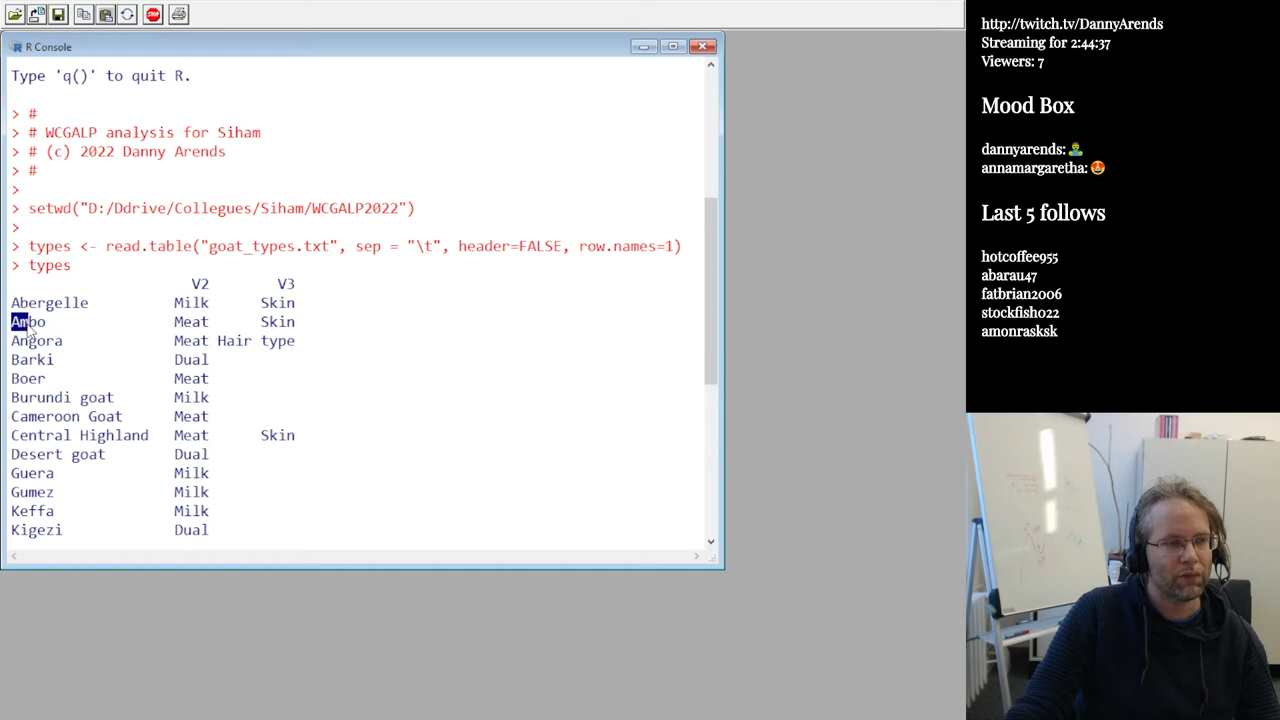 R Console
Type 'q()' to quit R.
> #
> # WCGALP analysis for Siham
> # (c) 2022 Danny Arends
> #
>
> setwd("D:/Ddrive/Collegues/Siham/WCGALP2022")
>
> types <- read.table("goat_types.txt", sep = "\t", header=FALSE, row.names=1)
> types
V2 V3
Abergelle Milk Skin
Ambo Meat Skin
Angora Meat Hair type
Barki Dual
Boer Meat
Burundi goat Milk
Cameroon Goat Meat
Central Highland Meat Skin
Desert goat Dual
Guera Milk
Gumez Milk
Keffa Milk
Kigezi Dual
STOP
http://twitch.tv/DannyArends
Streaming for 2:44:37
Viewers: 7
Mood Box
dannyarends: 🧟‍♂️
annamargaretha: 😍
Last 5 follows
hotcoffee955
abarau47
fatbrian2006
stockfish022
amonrasksk